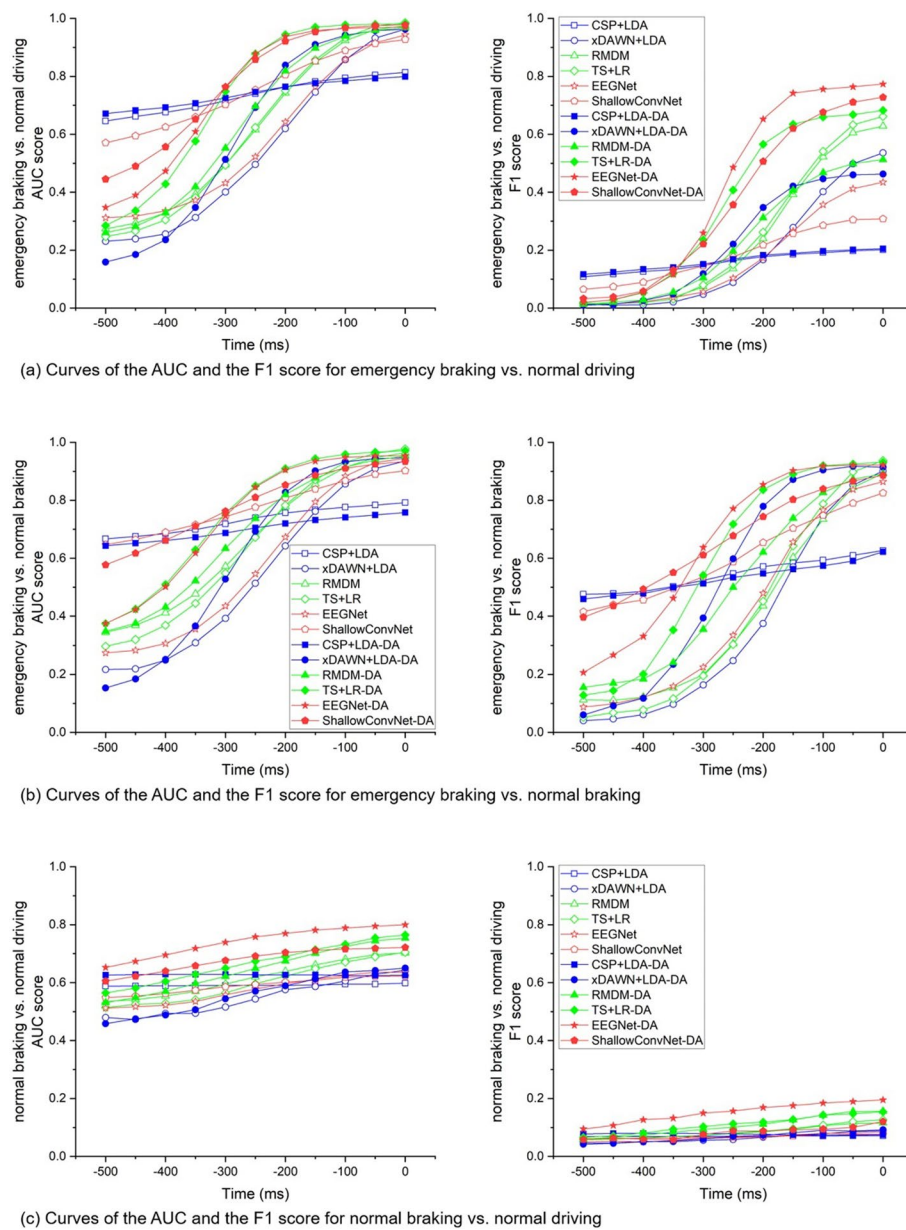 emergency braking vs. normal driving
AUC score
1.0
0.8
0.6
0.4
0.2
0.0
-500
-400
-300
-200
-100
0
Time (ms)
emergency braking vs. normal driving
F1 score
1.0
0.8
0.6
0.4
0.2
0.0
CSP+LDA
xDAWN+LDA
RMDM
TS+LR
EEGNet
ShallowConvNet
CSP+LDA-DA
xDAWN+LDA-DA
RMDM-DA
TS+LR-DA
EEGNet-DA
ShallowConvNet-DA
-500
-400
-300
-200
-100
0
Time (ms)
(a) Curves of the AUC and the F1 score for emergency braking vs. normal driving
emergency braking vs. normal braking
AUC score
1.0
0.8
0.6
0.4
0.2
0.0
CSP+LDA
xDAWN+LDA
RMDM
TS+LR
EEGNet
ShallowConvNet
CSP+LDA-DA
xDAWN+LDA-DA
RMDM-DA
TS+LR-DA
EEGNet-DA
ShallowConvNet-DA
-500
-400
-300
-200
-100
0
Time (ms)
emergency braking vs. normal braking
F1 score
1.0
0.8
0.6
0.4
0.2
0.0
-500
-400
-300
-200
-100
0
Time (ms)
(b) Curves of the AUC and the F1 score for emergency braking vs. normal braking
normal braking vs. normal driving
AUC score
1.0
0.8
0.6
0.4
0.2
0.0
-500
-400
-300
-200
-100
0
Time (ms)
normal braking vs. normal driving
F1 score
1.0
0.8
0.6
0.4
0.2
0.0
CSP+LDA
xDAWN+LDA
RMDM
TS+LR
EEGNet
ShallowConvNet
CSP+LDA-DA
xDAWN+LDA-DA
RMDM-DA
TS+LR-DA
EEGNet-DA
ShallowConvNet-DA
-500
-400
-300
-200
-100
0
Time (ms)
(c) Curves of the AUC and the F1 score for normal braking vs. normal driving